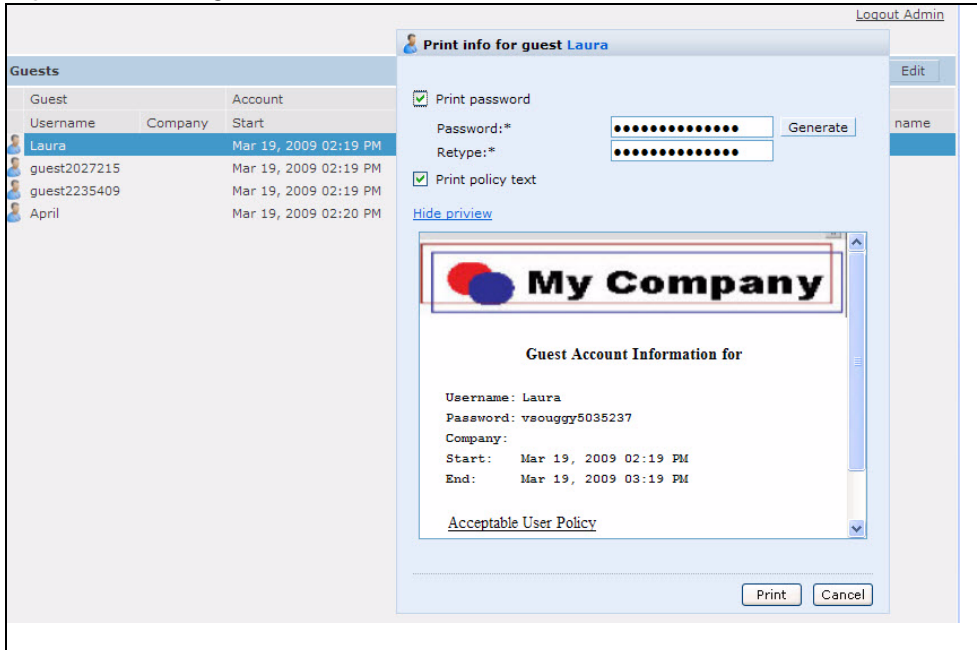 Logout Admin
Print info for guest Laura
Guests
Edit
Guest Account
Username Company Start name
Laura Mar 19, 2009 02:19 PM
guest2027215 Mar 19, 2009 02:19 PM
guest2235409 Mar 19, 2009 02:19 PM
April Mar 19, 2009 02:20 PM
Print password
Password:* ●●●●●●●●●●●●●● Generate
Retype:* ●●●●●●●●●●●●●●
Print policy text
Hide priview
My Company
Guest Account Information for
Username: Laura
Password: vsouggy5035237
Company:
Start: Mar 19, 2009 02:19 PM
End: Mar 19, 2009 03:19 PM
Acceptable User Policy
Print Cancel